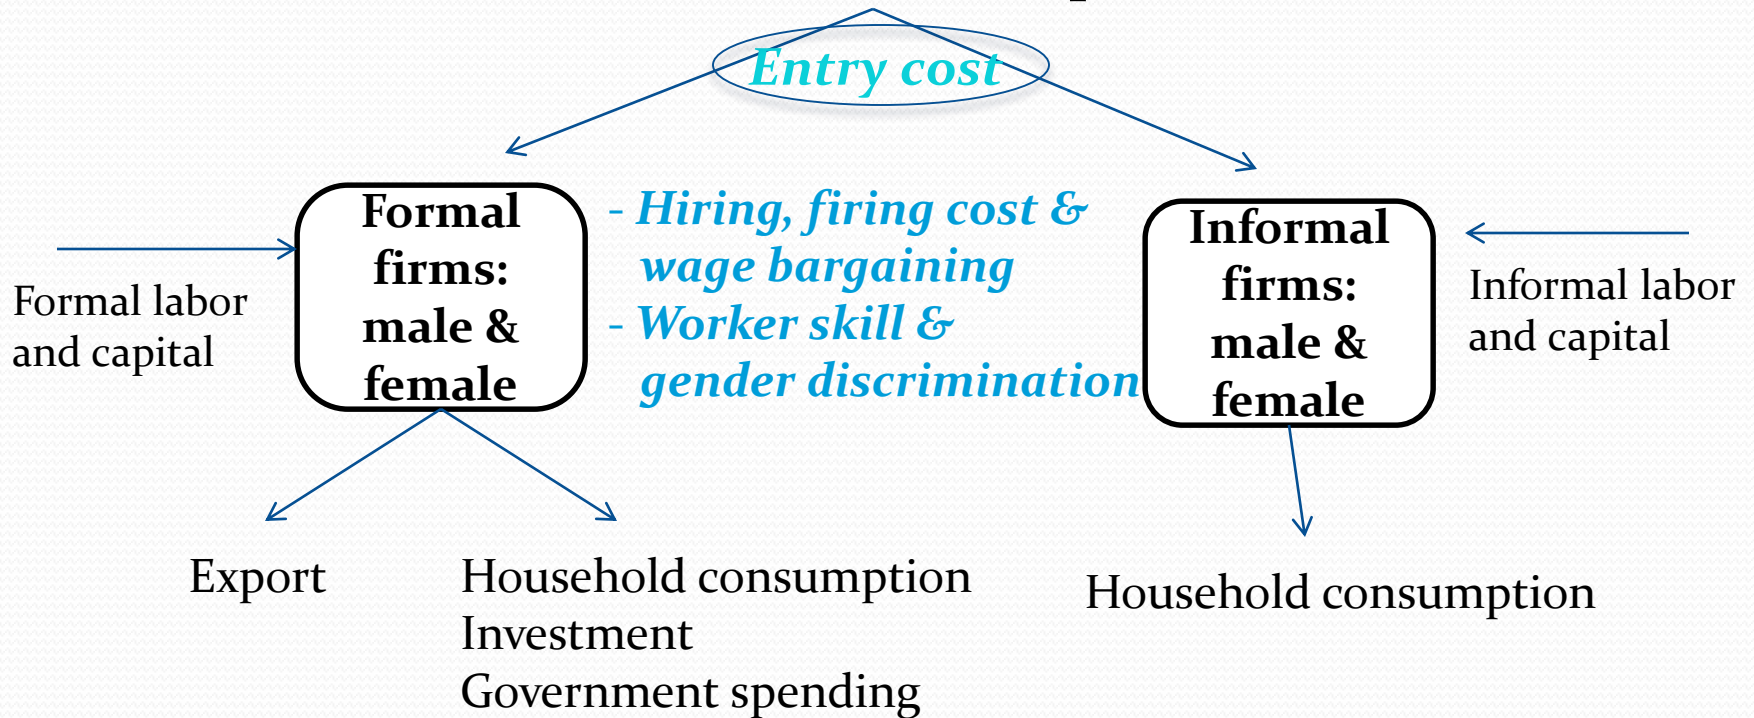 Entry cost
Formal
firms:
male &
female
- Hiring, firing cost &
wage bargaining
- Worker skill &
gender discrimination
Informal
firms:
male &
female
Formal labor
and capital
Informal labor
and capital
Export
Household consumption
Investment
Government spending
Household consumption